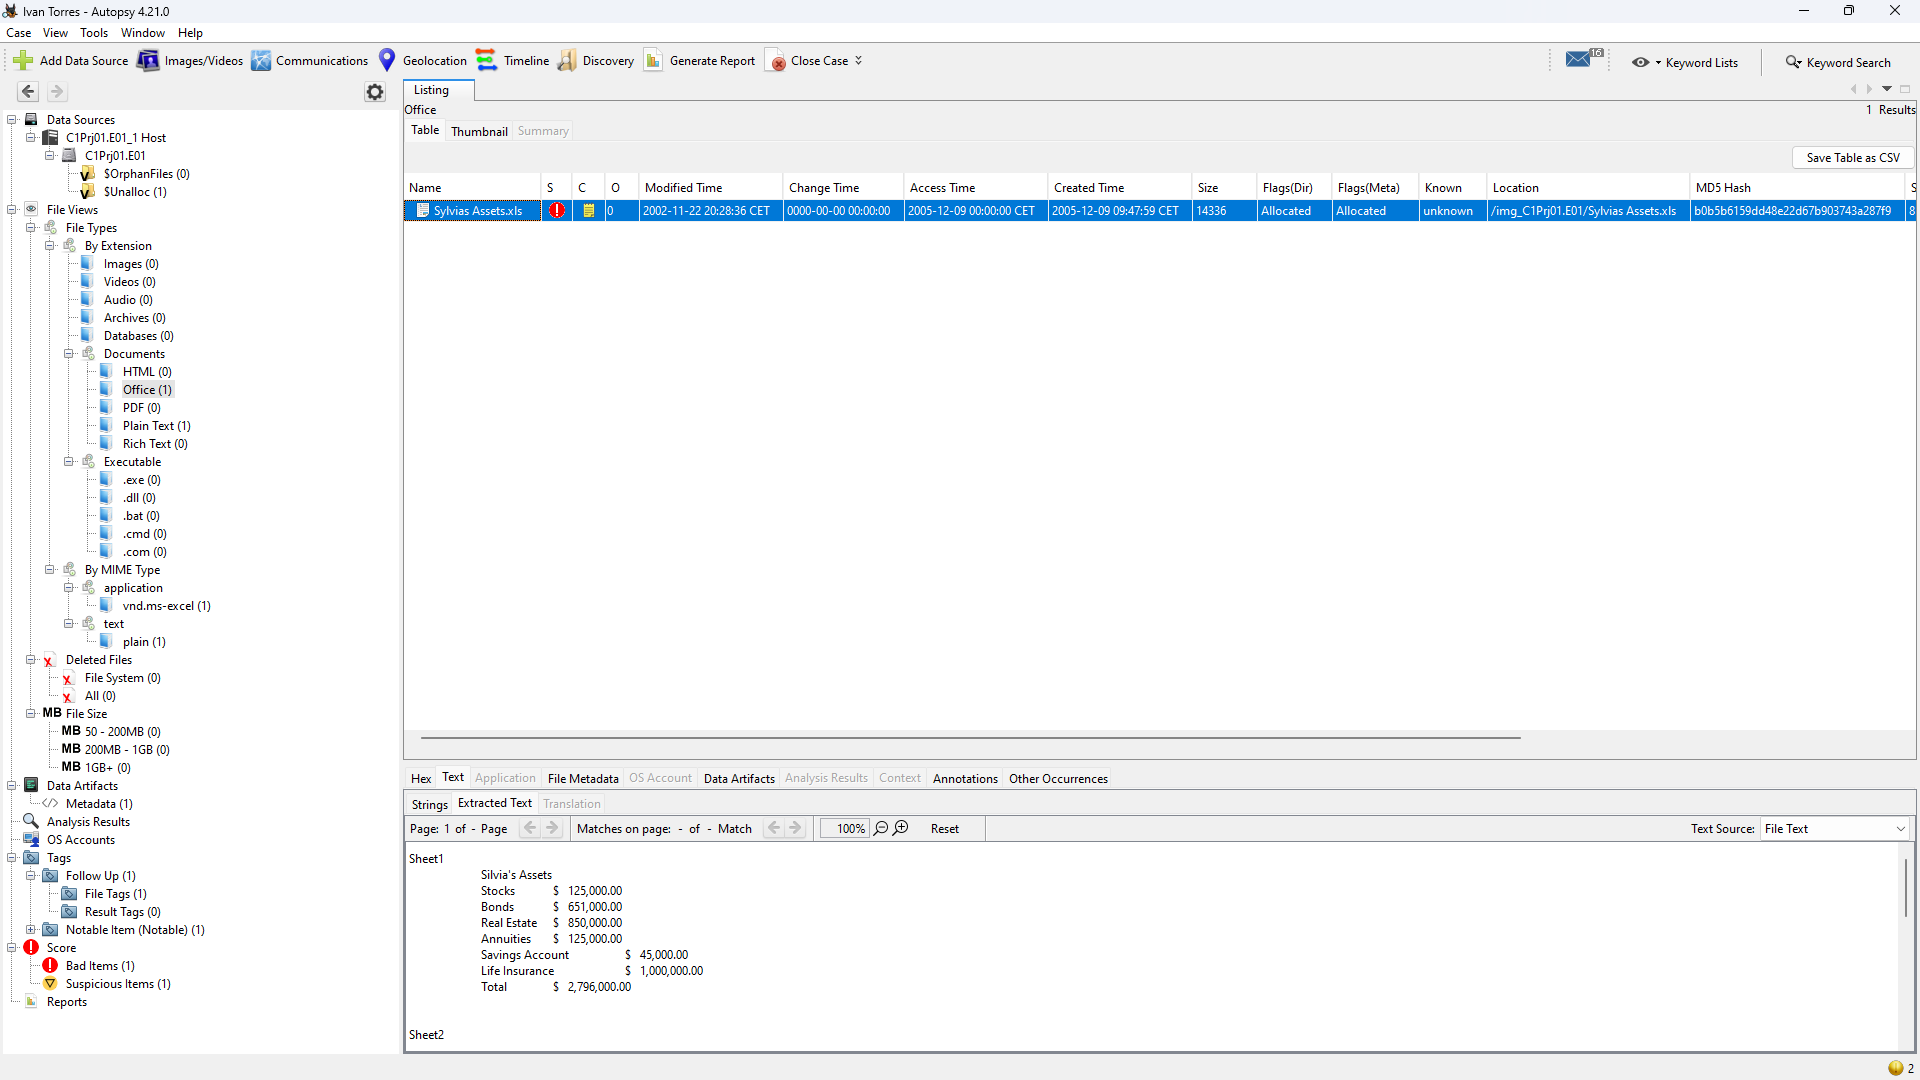 Ivan Torres - Autopsy 4.21.0
Case View Tools Window Help
Add Data Source Images/Videos Communications Geolocation Timeline Discovery Generate Report Close Case 16 Keyword Lists Keyword Search
Listing
Office
1 Results
Table Thumbnail Summary
Save Table as CSV
Name S C O Modified Time Change Time Access Time Created Time Size Flags(Dir) Flags(Meta) Known Location MD5 Hash S
Sylvias Assets.xls 0 2002-11-22 20:28:36 CET 0000-00-00 00:00:00 2005-12-09 00:00:00 CET 2005-12-09 09:47:59 CET 14336 Allocated Allocated unknown /img_C1Prj01.E01/Sylvias Assets.xls b0b5b6159dd48e22d67b903743a287f9 8
Data Sources
C1Prj01.E01_1 Host
C1Prj01.E01
$OrphanFiles (0)
$Unalloc (1)
File Views
File Types
By Extension
Images (0)
Videos (0)
Audio (0)
Archives (0)
Databases (0)
Documents
HTML (0)
Office (1)
PDF (0)
Plain Text (1)
Rich Text (0)
Executable
.exe (0)
.dll (0)
.bat (0)
.cmd (0)
.com (0)
By MIME Type
application
vnd.ms-excel (1)
text
plain (1)
Deleted Files
File System (0)
All (0)
MB File Size
MB 50 - 200MB (0)
MB 200MB - 1GB (0)
MB 1GB+ (0)
Data Artifacts
Metadata (1)
Analysis Results
OS Accounts
Tags
Follow Up (1)
File Tags (1)
Result Tags (0)
Notable Item (Notable) (1)
Score
Bad Items (1)
Suspicious Items (1)
Reports
Hex Text Application File Metadata OS Account Data Artifacts Analysis Results Context Annotations Other Occurrences
Strings Extracted Text Translation
Page: 1 of - Page Matches on page: - of - Match 100% Reset Text Source: File Text
Sheet1
Silvia's Assets
Stocks $ 125,000.00
Bonds $ 651,000.00
Real Estate $ 850,000.00
Annuities $ 125,000.00
Savings Account $ 45,000.00
Life Insurance $ 1,000,000.00
Total $ 2,796,000.00
Sheet2
2